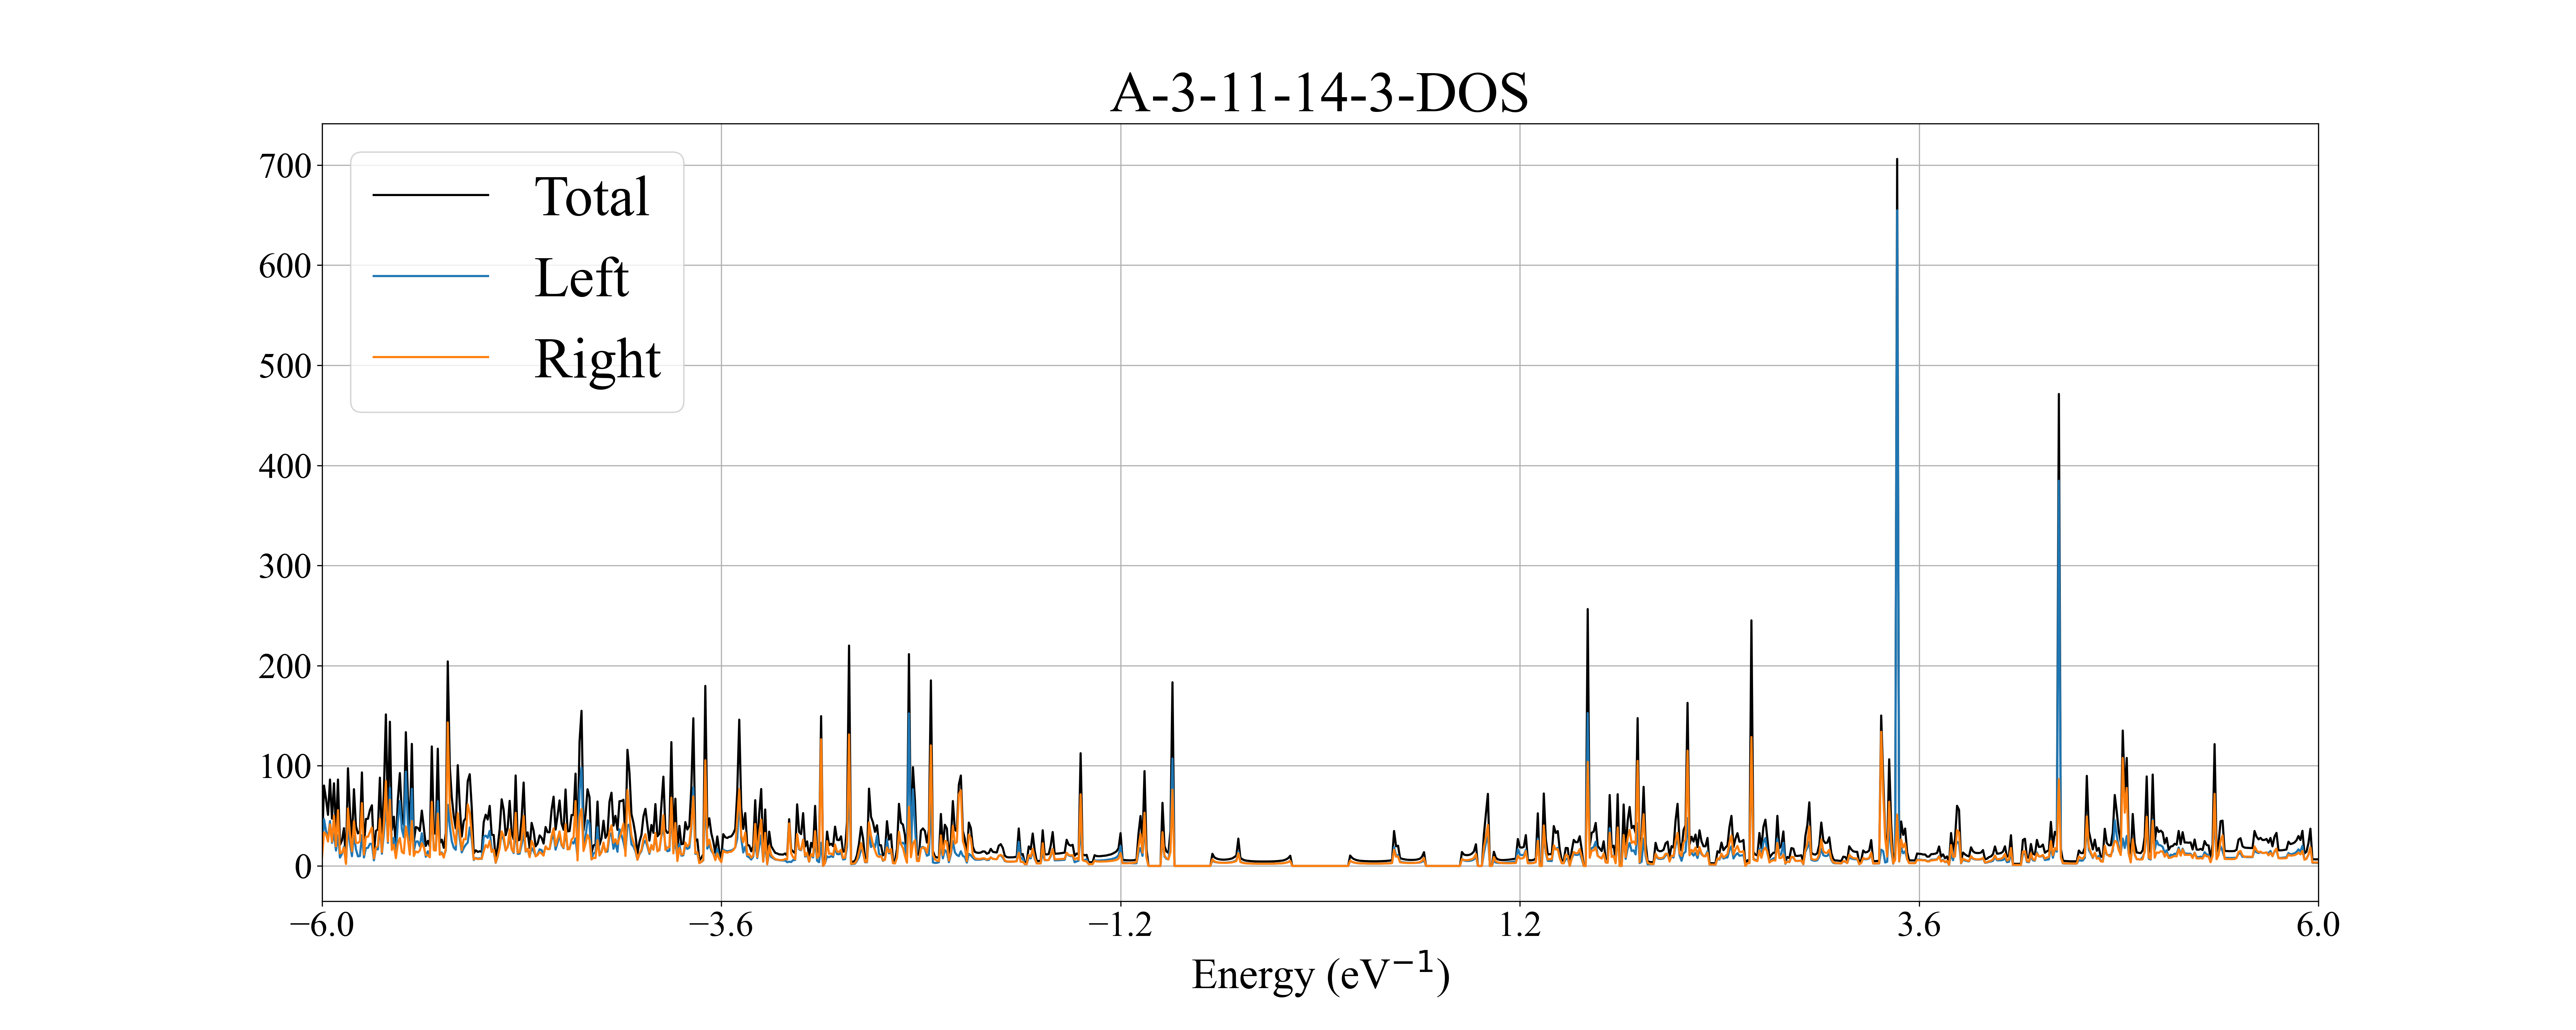 A-3-11-14-3-DOS
Total
Left
Right
700
600
500
400
300
200
100
0
−6.0
−3.6
−1.2
1.2
3.6
6.0
Energy (eV⁻¹)